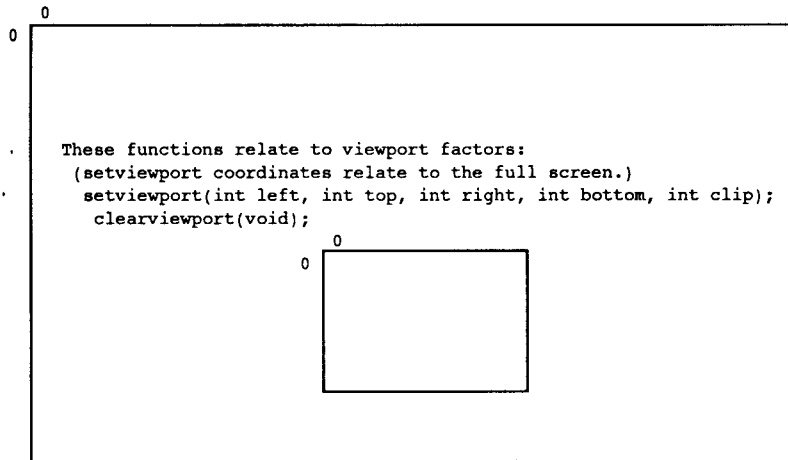 0
0
These functions relate to viewport factors:
(setviewport coordinates relate to the full screen.)
setviewport(int left, int top, int right, int bottom, int clip);
clearviewport(void);
0
0